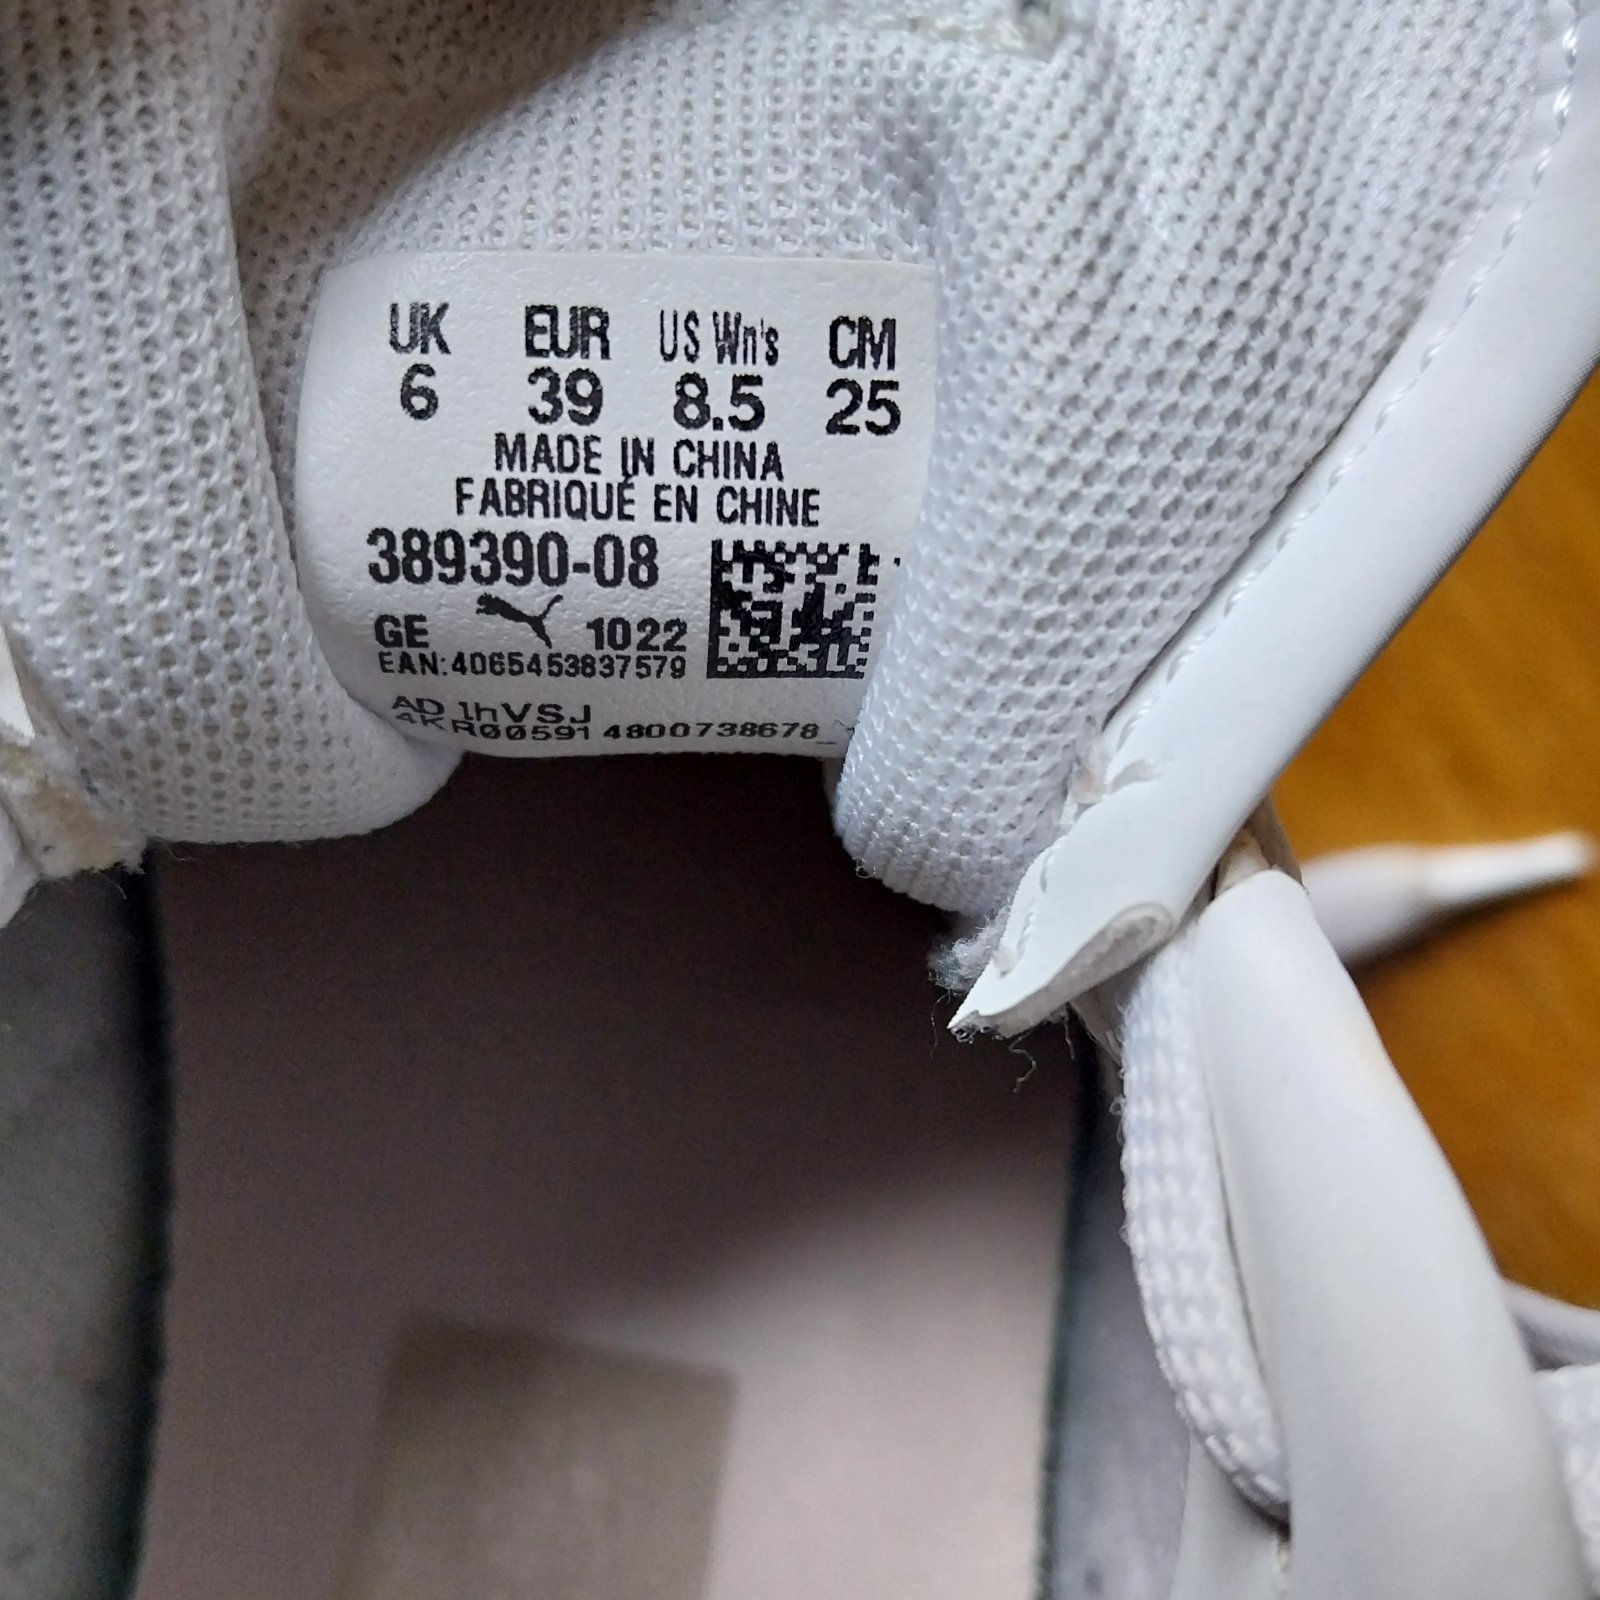 UK EUR US Wn's CM
6 39 8.5 25
MADE IN CHINA
FABRIQUÉ EN CHINE
389390-08
GE 1022
EAN:4065453837579
AD 1hVSJ
4KR00591 4800738678_